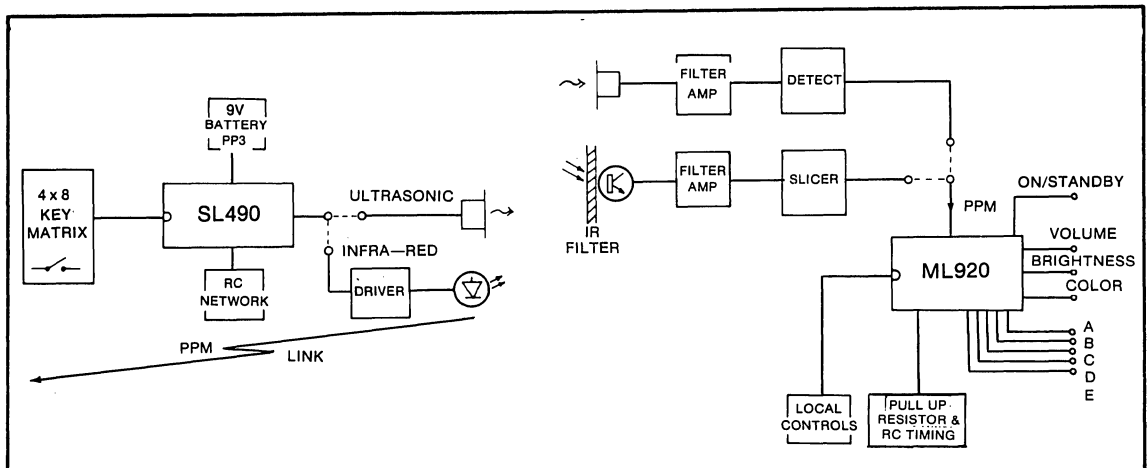 9V
BATTERY
PP3
4 x 8
KEY
MATRIX
SL490
RC
NETWORK
ULTRASONIC
INFRA—RED
DRIVER
PPM
LINK
FILTER
AMP
DETECT
IR
FILTER
FILTER
AMP
SLICER
PPM
ON/STANDBY
ML920
VOLUME
BRIGHTNESS
COLOR
A
B
C
D
E
LOCAL
CONTROLS
PULL UP
RESISTOR &
RC TIMING